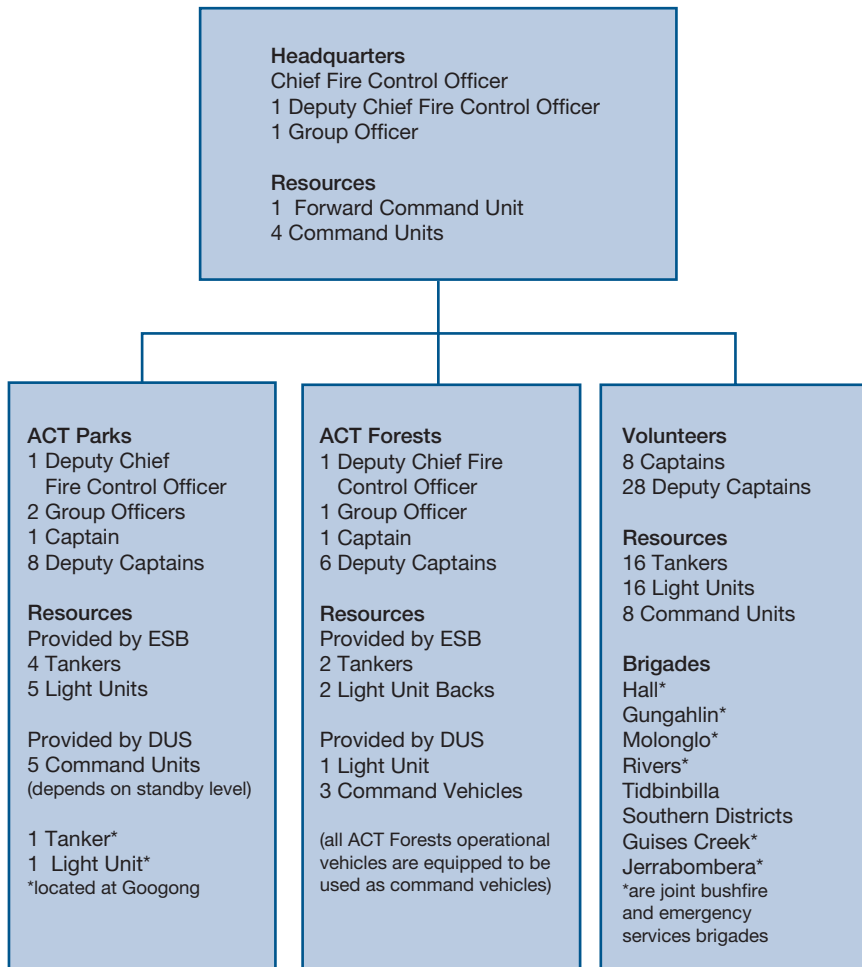 Headquarters
Chief Fire Control Officer
1 Deputy Chief Fire Control Officer
1 Group Officer
Resources
1 Forward Command Unit
4 Command Units
ACT Parks
1 Deputy Chief
Fire Control Officer
2 Group Officers
1 Captain
8 Deputy Captains
Resources
Provided by ESB
4 Tankers
5 Light Units
Provided by DUS
5 Command Units
(depends on standby level)
1 Tanker*
1 Light Unit*
*located at Googong
ACT Forests
1 Deputy Chief Fire
Control Officer
1 Group Officer
1 Captain
6 Deputy Captains
Resources
Provided by ESB
2 Tankers
2 Light Unit Backs
Provided by DUS
1 Light Unit
3 Command Vehicles
(all ACT Forests operational
vehicles are equipped to be
used as command vehicles)
Volunteers
8 Captains
28 Deputy Captains
Resources
16 Tankers
16 Light Units
8 Command Units
Brigades
Hall*
Gungahlin*
Molonglo*
Rivers*
Tidbinbilla
Southern Districts
Guises Creek*
Jerrabombera*
*are joint bushfire
and emergency
services brigades